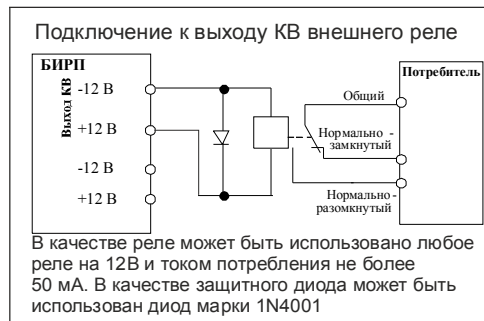 Подключение к выходу КВ внешнего реле
БИРП
Выход КВ
-12 В
+12 В
-12 В
+12 В
Потребитель
Общий
Нормально -
замкнутый
Нормально -
разомкнутый
В качестве реле может быть использовано любое
реле на 12В и током потребления не более
50 мА. В качестве защитного диода может быть
использован диод марки 1N4001